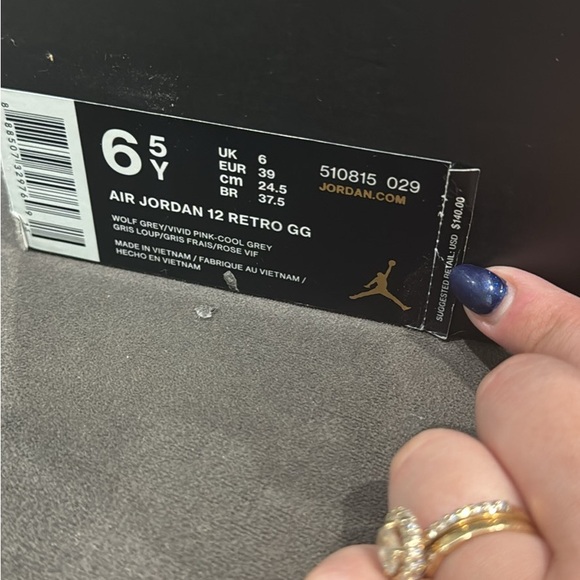 6 5
Y
UK 6
EUR 39
cm 24.5
BR 37.5
510815 029
JORDAN.COM
AIR JORDAN 12 RETRO GG
WOLF GREY/VIVID PINK-COOL GREY
GRIS LOUP/GRIS FRAIS/ROSE VIF
MADE IN VIETNAM / FABRIQUE AU VIETNAM /
HECHO EN VIETNAM
SUGGESTED RETAIL: USD $140.00